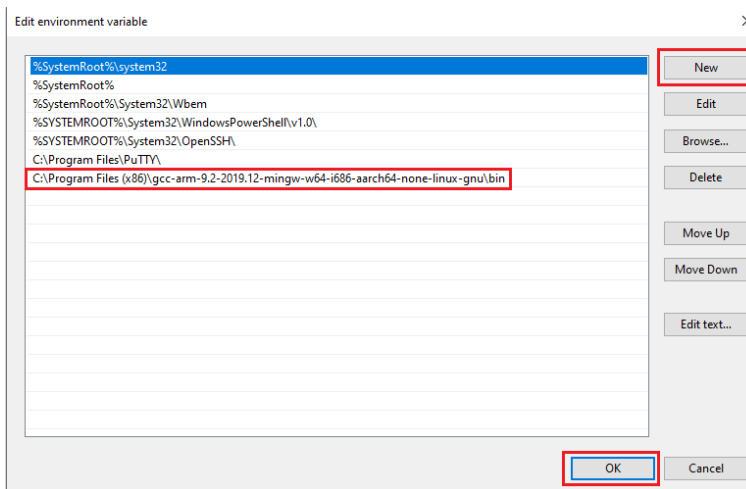 Edit environment variable
%SystemRoot%\system32
%SystemRoot%
%SystemRoot%\System32\Wbem
%SYSTEMROOT%\System32\WindowsPowerShell\v1.0\
%SYSTEMROOT%\System32\OpenSSH\
C:\Program Files\PuTTY\
C:\Program Files (x86)\gcc-arm-9.2-2019.12-mingw-w64-i686-aarch64-none-linux-gnu\bin
New
Edit
Browse...
Delete
Move Up
Move Down
Edit text...
OK
Cancel